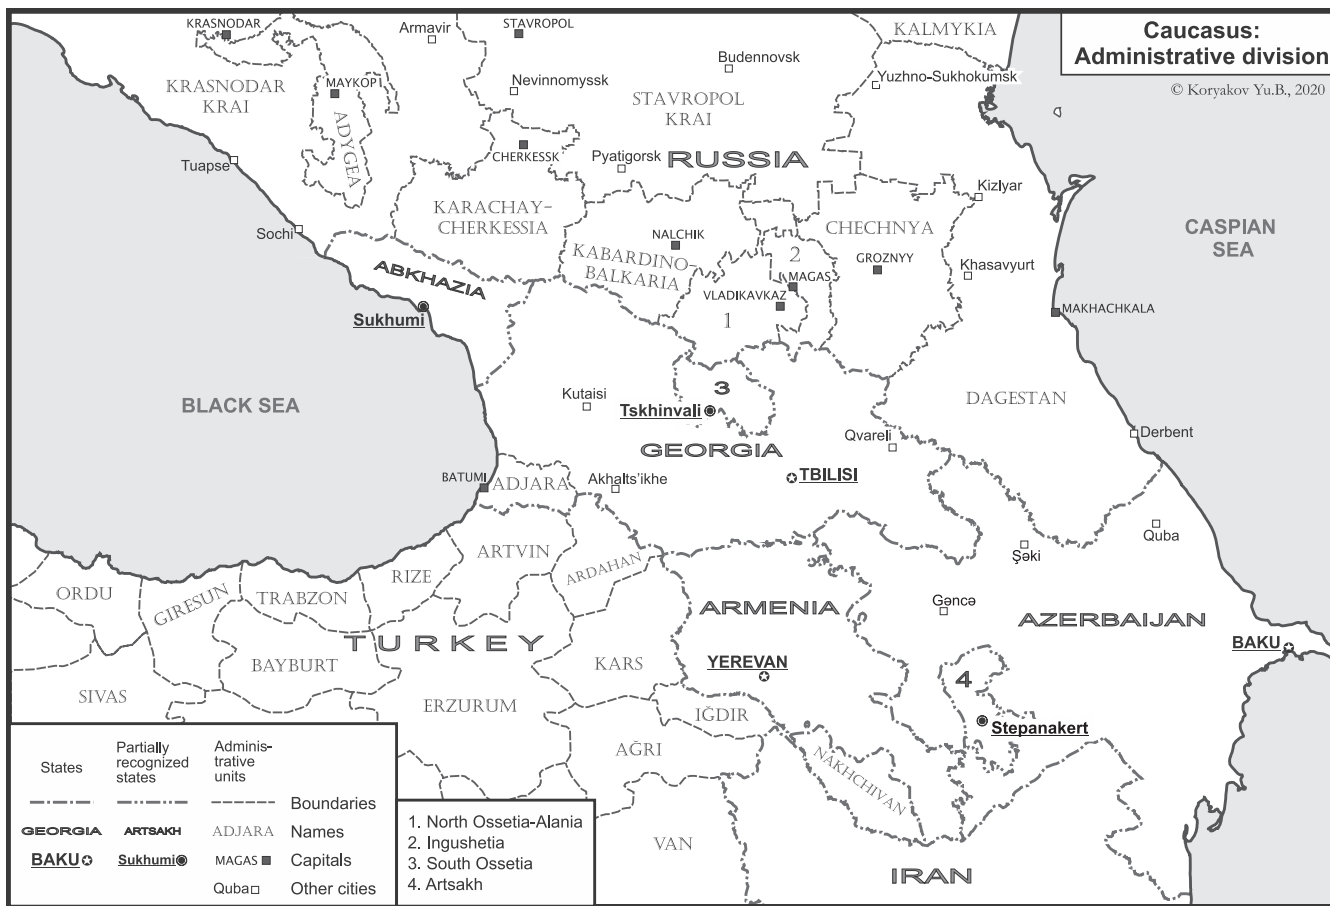 Caucasus:
Administrative division
© Koryakov Yu.B., 2020
KRASNODAR
Armavir
STAVROPOL
KALMYKIA
Budennovsk
Yuzhno-Sukhokumsk
Nevinnomyssk
KRASNODAR
KRAI
MAYKOP
STAVROPOL
KRAI
ADYGEA
CHERKESSK
Pyatigorsk
RUSSIA
Tuapse
Kizlyar
KARACHAY-
CHERKESSIA
Sochi
NALCHIK
KABARDINO-
BALKARIA
2
CHECHNYA
GROZNYY
CASPIAN
SEA
ABKHAZIA
MAGAS
Khasavyurt
VLADIKAVKAZ
1
Sukhumi
MAKHACHKALA
BLACK SEA
Kutaisi
3
Tskhinvali
DAGESTAN
GEORGIA
Qvareli
Derbent
BATUMI
ADJARA
Akhalts'ikhe
TBILISI
Quba
Şəki
ARTVIN
ARDAHAN
RIZE
ORDU
GIRESUN
TRABZON
ARMENIA
Gəncə
AZERBAIJAN
TURKEY
BAKU
BAYBURT
KARS
YEREVAN
4
SIVAS
ERZURUM
IĞDIR
Stepanakert
AĞRI
NAKHCHIVAN
VAN
IRAN
States
Partially
recognized
states
Adminis-
trative
units
Boundaries
GEORGIA ARTSAKH ADJARA Names
BAKU Sukhumi MAGAS Capitals
Quba Other cities
1. North Ossetia-Alania
2. Ingushetia
3. South Ossetia
4. Artsakh